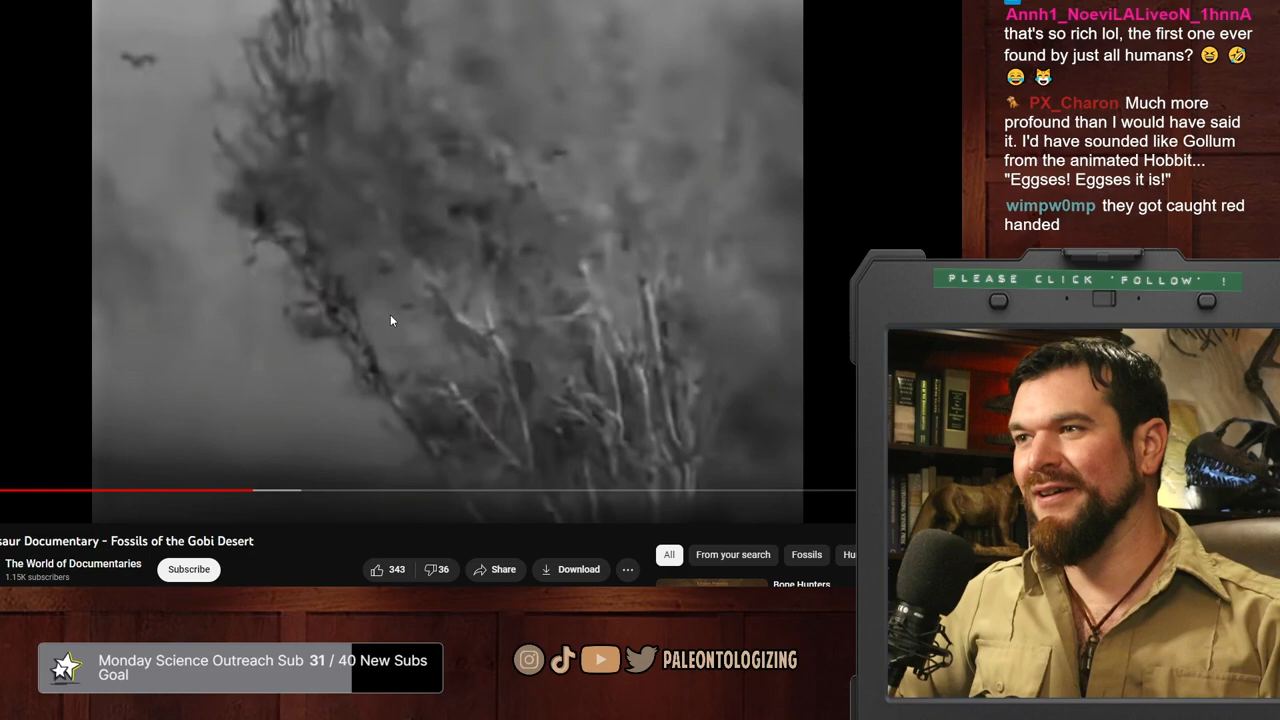 Annh1_NoeviLALiveoN_1hnnA
that's so rich lol, the first one ever
found by just all humans? 😆 🤣
😂 😹
PX_Charon Much more
profound than I would have said
it. I'd have sounded like Gollum
from the animated Hobbit...
"Eggses! Eggses it is!"
wimpw0mp they got caught red
handed
PLEASE CLICK 'FOLLOW' !
saur Documentary - Fossils of the Gobi Desert
The World of Documentaries
1.15K subscribers
Subscribe
343
36
Share
Download
All
From your search
Fossils
Hu
Bone Hunters
Monday Science Outreach Sub 31 / 40 New Subs
Goal
PALEONTOLOGIZING